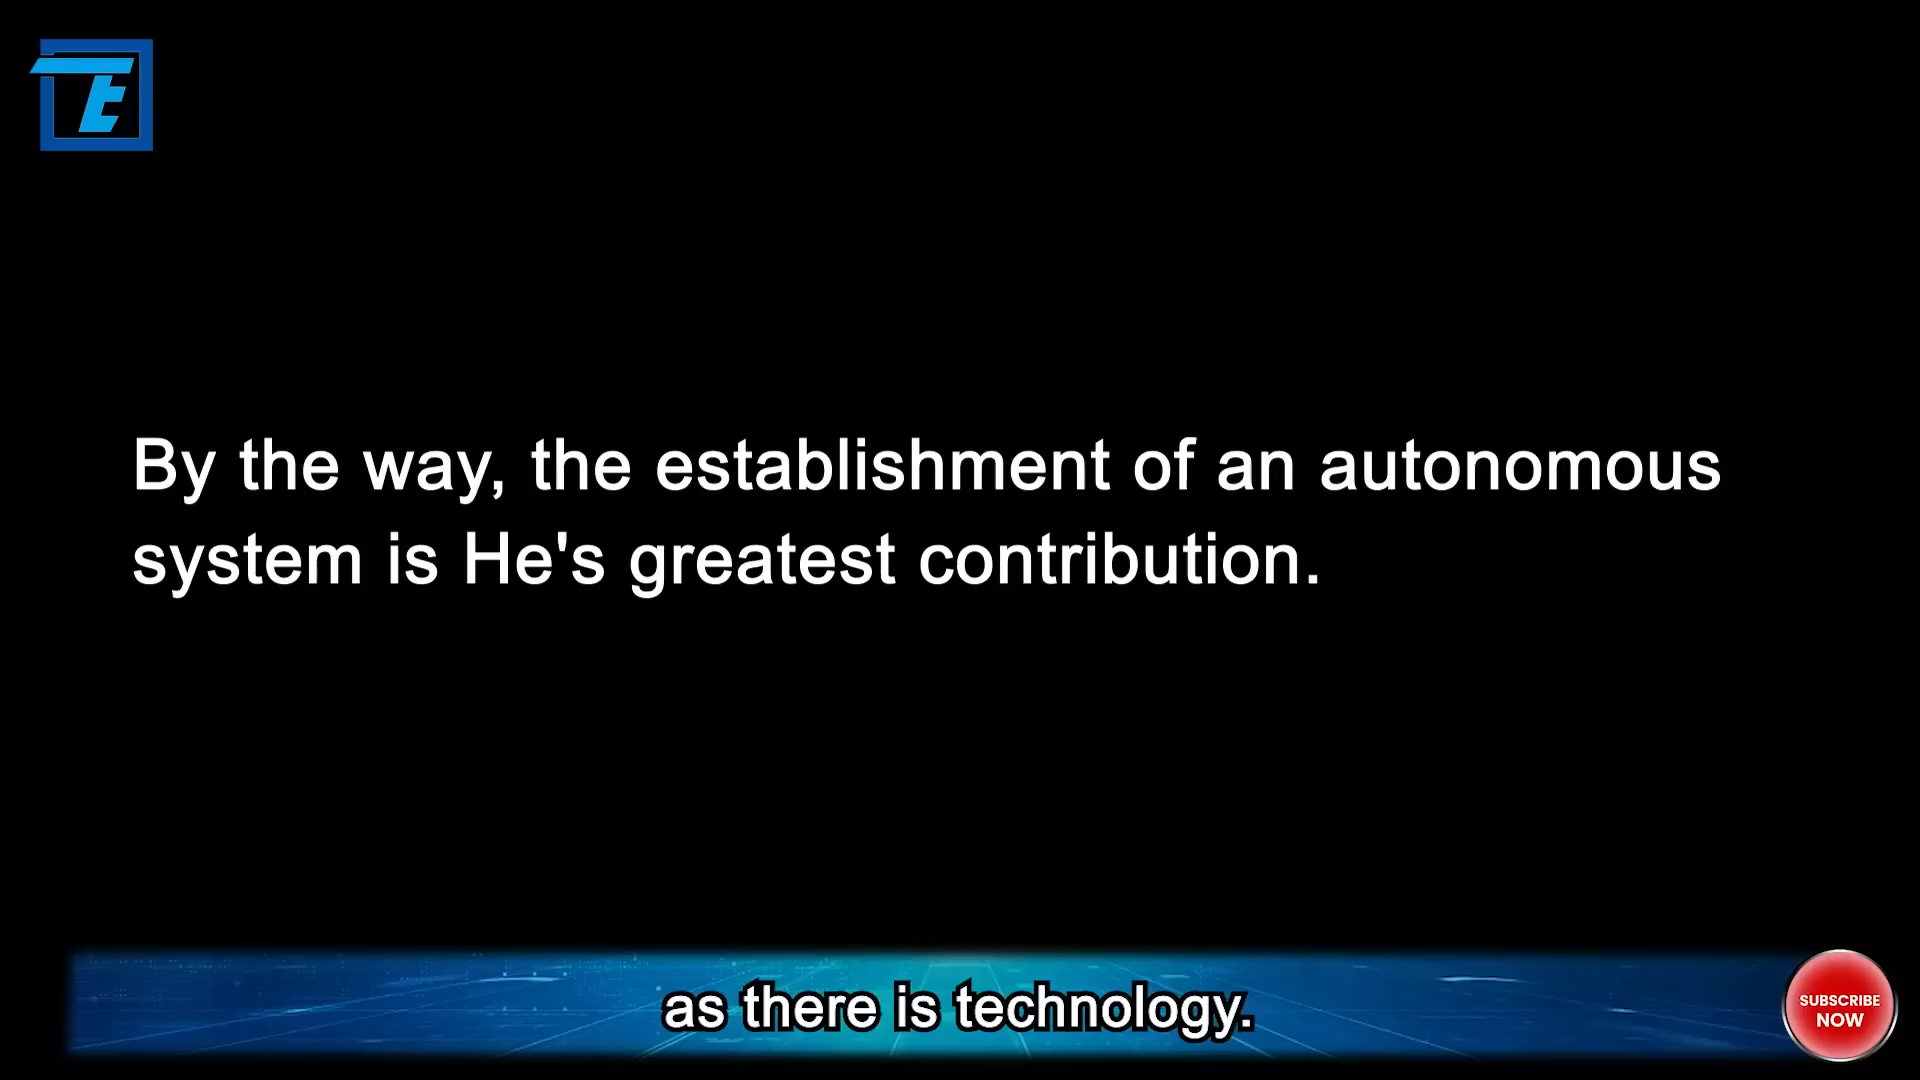 TE
By the way, the establishment of an autonomous
system is He's greatest contribution.
as there is technology.
SUBSCRIBE
NOW